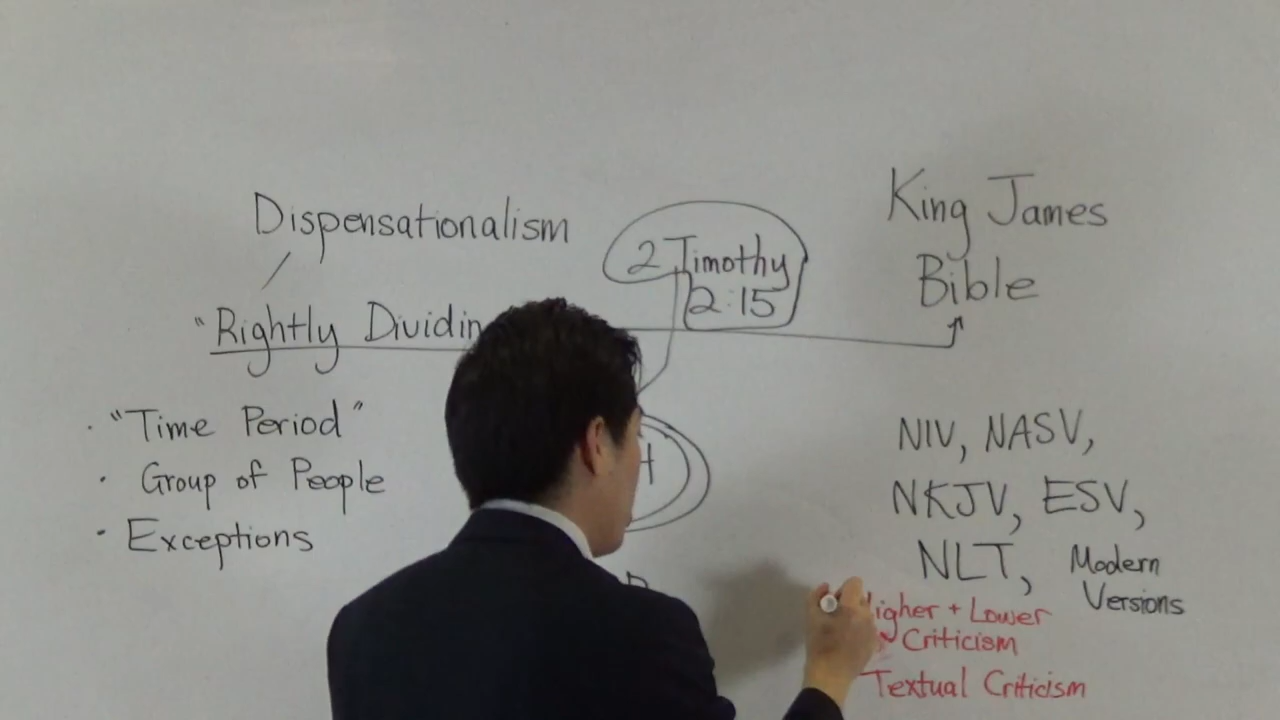 Dispensationalism
2 Timothy
2:15
King James
Bible
"Rightly Dividin
• "Time Period"
• Group of People
• Exceptions
NIV, NASV,
NKJV, ESV,
NLT, Modern
Versions
igher + Lower
Criticism
Textual Criticism